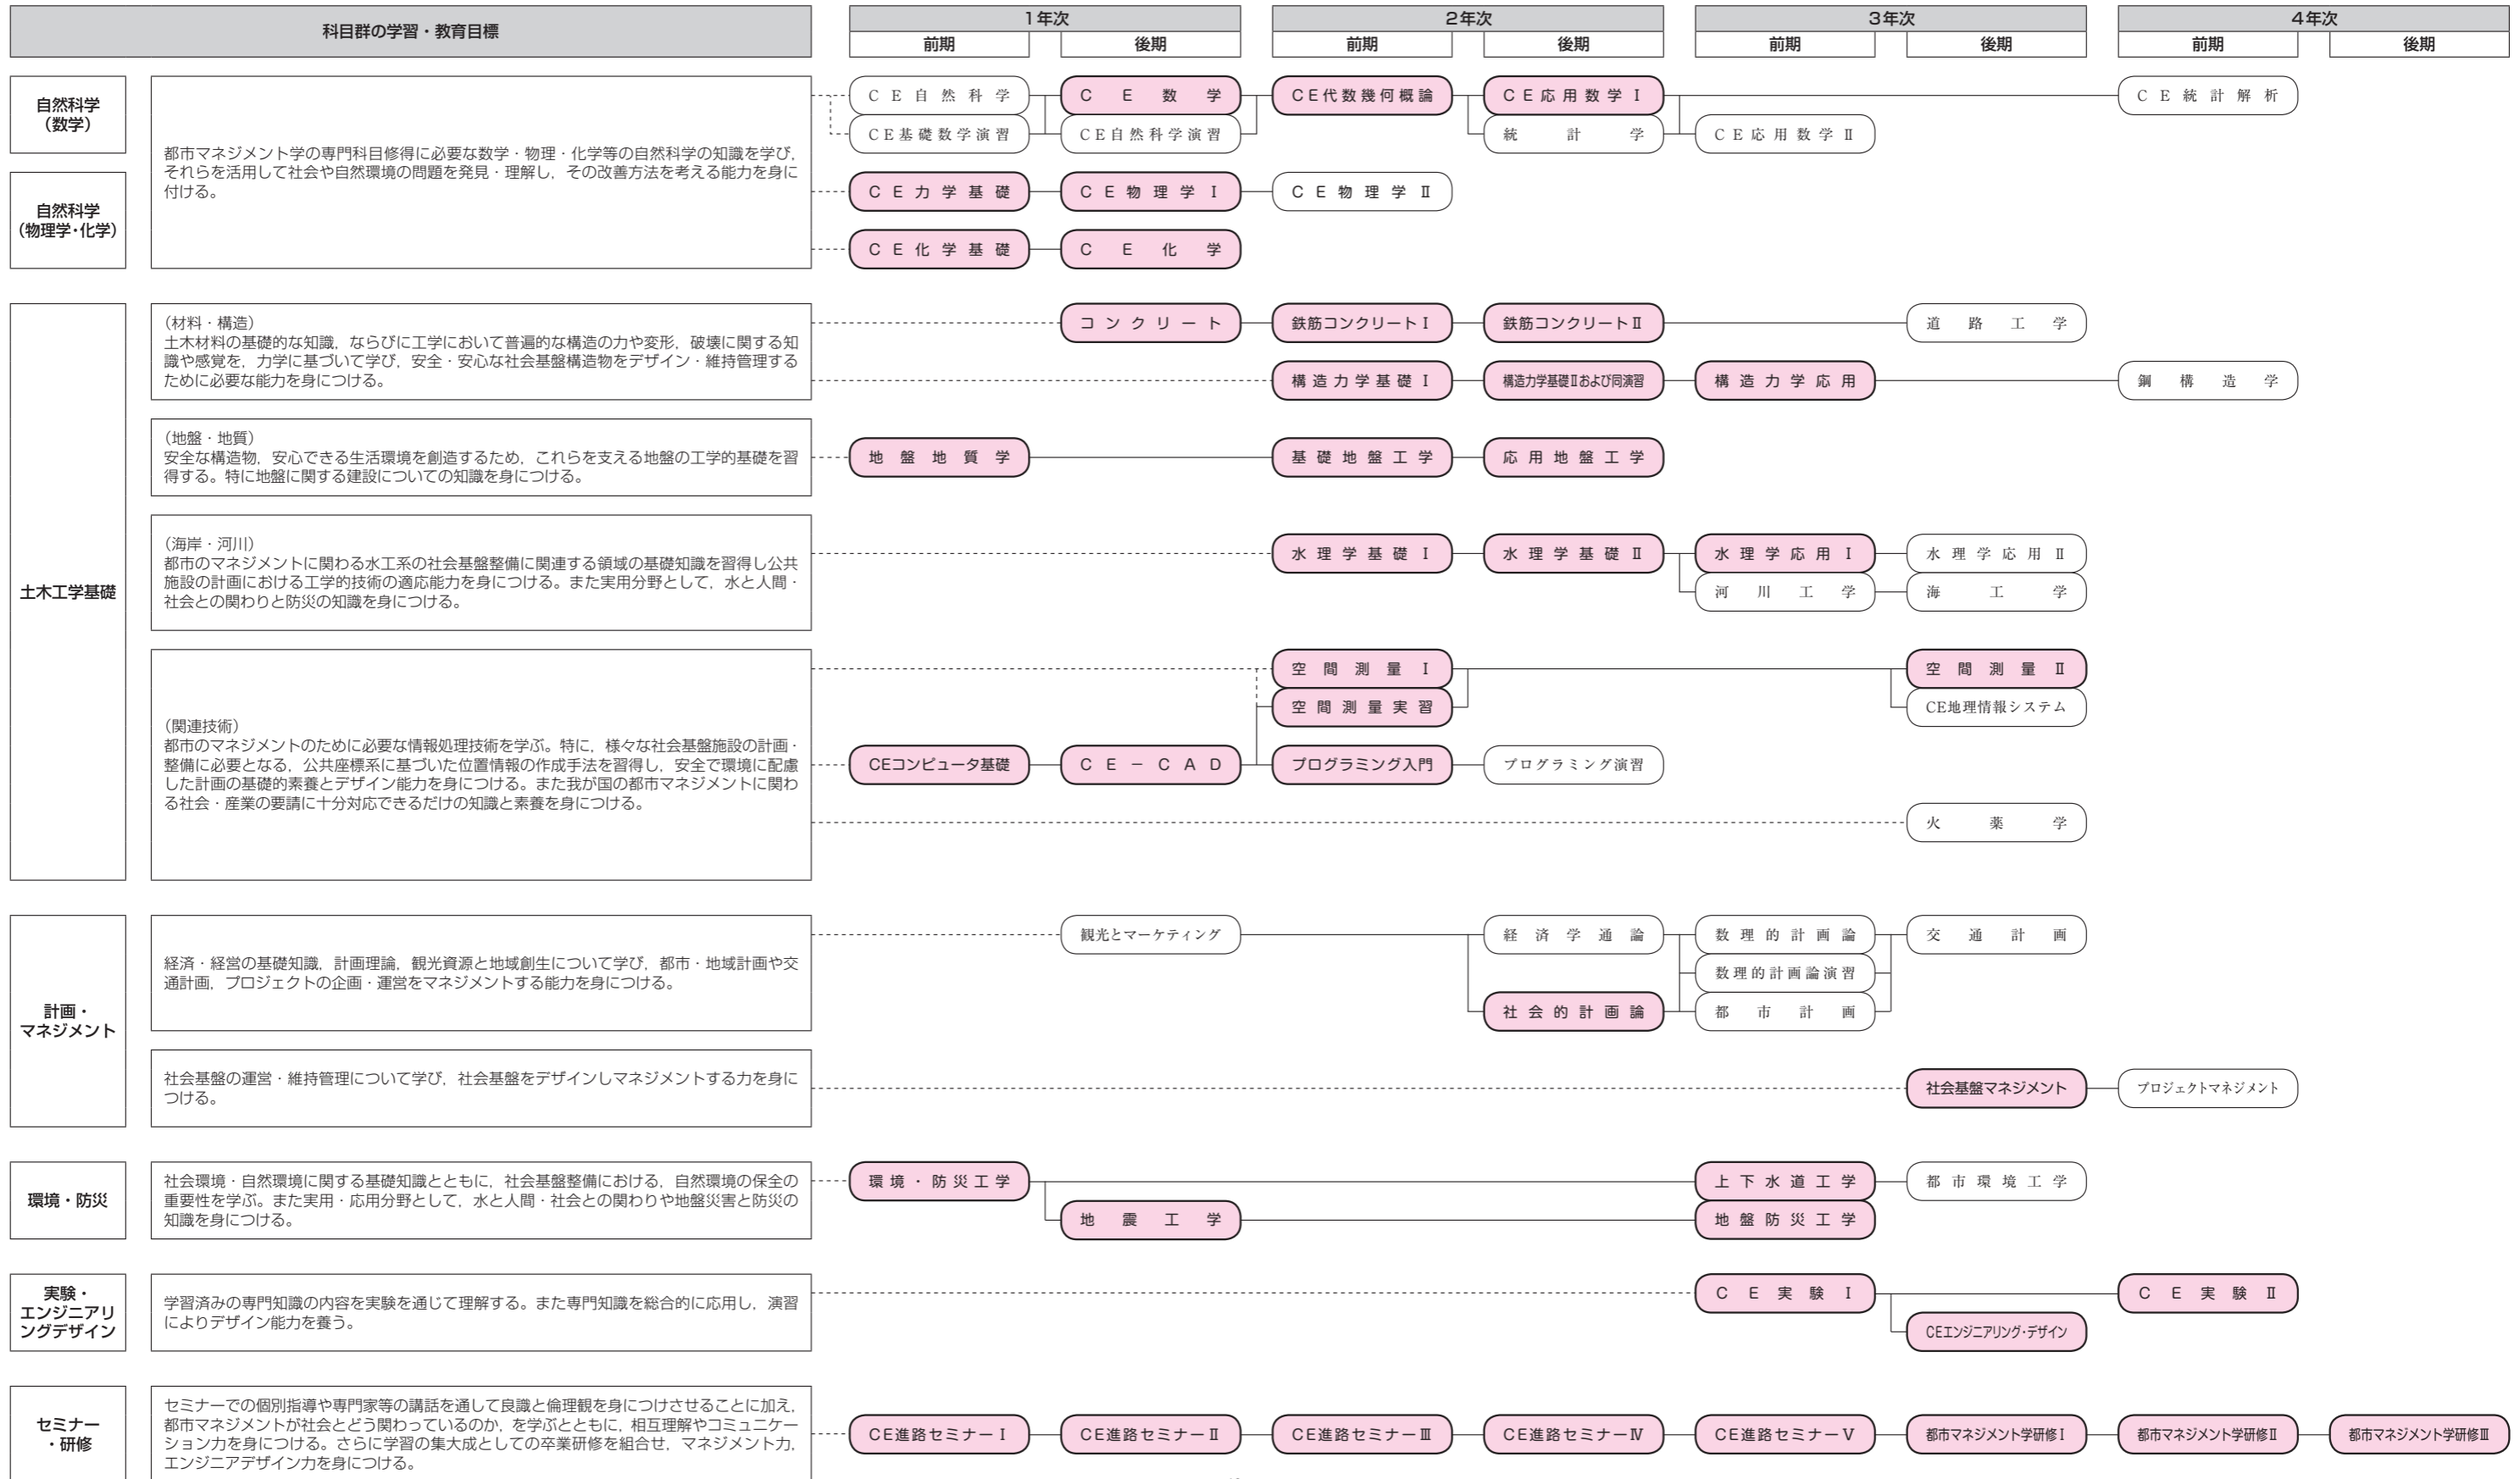 科目群の学習・教育目標
1年次
2年次
3年次
4年次
前期
後期
前期
後期
前期
後期
前期
後期
自然科学
（数学）
自然科学
（物理学・化学）
都市マネジメント学の専門科目修得に必要な数学・物理・化学等の自然科学の知識を学び，
それらを活用して社会や自然環境の問題を発見・理解し，その改善方法を考える能力を身に
付ける。
CE自然科学
CE数学
CE代数幾何概論
CE応用数学Ⅰ
CE統計解析
CE基礎数学演習
CE自然科学演習
統計学
CE応用数学Ⅱ
CE力学基礎
CE物理学Ⅰ
CE物理学Ⅱ
CE化学基礎
CE化学
土木工学基礎
（材料・構造）
土木材料の基礎的な知識，ならびに工学において普遍的な構造の力や変形，破壊に関する知
識や感覚を，力学に基づいて学び，安全・安心な社会基盤構造物をデザイン・維持管理する
ために必要な能力を身につける。
コンクリート
鉄筋コンクリートⅠ
鉄筋コンクリートⅡ
道路工学
構造力学基礎Ⅰ
構造力学基礎Ⅱおよび同演習
構造力学応用
鋼構造学
（地盤・地質）
安全な構造物，安心できる生活環境を創造するため，これらを支える地盤の工学的基礎を習
得する。特に地盤に関する建設についての知識を身につける。
地盤地質学
基礎地盤工学
応用地盤工学
（海岸・河川）
都市のマネジメントに関わる水工系の社会基盤整備に関連する領域の基礎知識を習得し公共
施設の計画における工学的技術の適応能力を身につける。また実用分野として，水と人間・
社会との関わりと防災の知識を身につける。
水理学基礎Ⅰ
水理学基礎Ⅱ
水理学応用Ⅰ
水理学応用Ⅱ
河川工学
海工学
（関連技術）
都市のマネジメントのために必要な情報処理技術を学ぶ。特に，様々な社会基盤施設の計画・
整備に必要となる，公共座標系に基づいた位置情報の作成手法を習得し，安全で環境に配慮
した計画の基礎的素養とデザイン能力を身につける。また我が国の都市マネジメントに関わ
る社会・産業の要請に十分対応できるだけの知識と素養を身につける。
空間測量Ⅰ
空間測量Ⅱ
空間測量実習
CE地理情報システム
CEコンピュータ基礎
CE－CAD
プログラミング入門
プログラミング演習
火薬学
計画・
マネジメント
経済・経営の基礎知識，計画理論，観光資源と地域創生について学び，都市・地域計画や交
通計画，プロジェクトの企画・運営をマネジメントする能力を身につける。
観光とマーケティング
経済学通論
数理的計画論
交通計画
数理的計画論演習
社会的計画論
都市計画
社会基盤の運営・維持管理について学び，社会基盤をデザインしマネジメントする力を身に
つける。
社会基盤マネジメント
プロジェクトマネジメント
環境・防災
社会環境・自然環境に関する基礎知識とともに，社会基盤整備における，自然環境の保全の
重要性を学ぶ。また実用・応用分野として，水と人間・社会との関わりや地盤災害と防災の
知識を身につける。
環境・防災工学
上下水道工学
都市環境工学
地震工学
地盤防災工学
実験・
エンジニアリ
ングデザイン
学習済みの専門知識の内容を実験を通じて理解する。また専門知識を総合的に応用し，演習
によりデザイン能力を養う。
CE実験Ⅰ
CE実験Ⅱ
CEエンジニアリング・デザイン
セミナー
・研修
セミナーでの個別指導や専門家等の講話を通して良識と倫理観を身につけさせることに加え，
都市マネジメントが社会とどう関わっているのか，を学ぶとともに，相互理解やコミュニケー
ション力を身につける。さらに学習の集大成としての卒業研修を組合せ，マネジメント力，
エンジニアデザイン力を身につける。
CE進路セミナーⅠ
CE進路セミナーⅡ
CE進路セミナーⅢ
CE進路セミナーⅣ
CE進路セミナーⅤ
都市マネジメント学研修Ⅰ
都市マネジメント学研修Ⅱ
都市マネジメント学研修Ⅲ